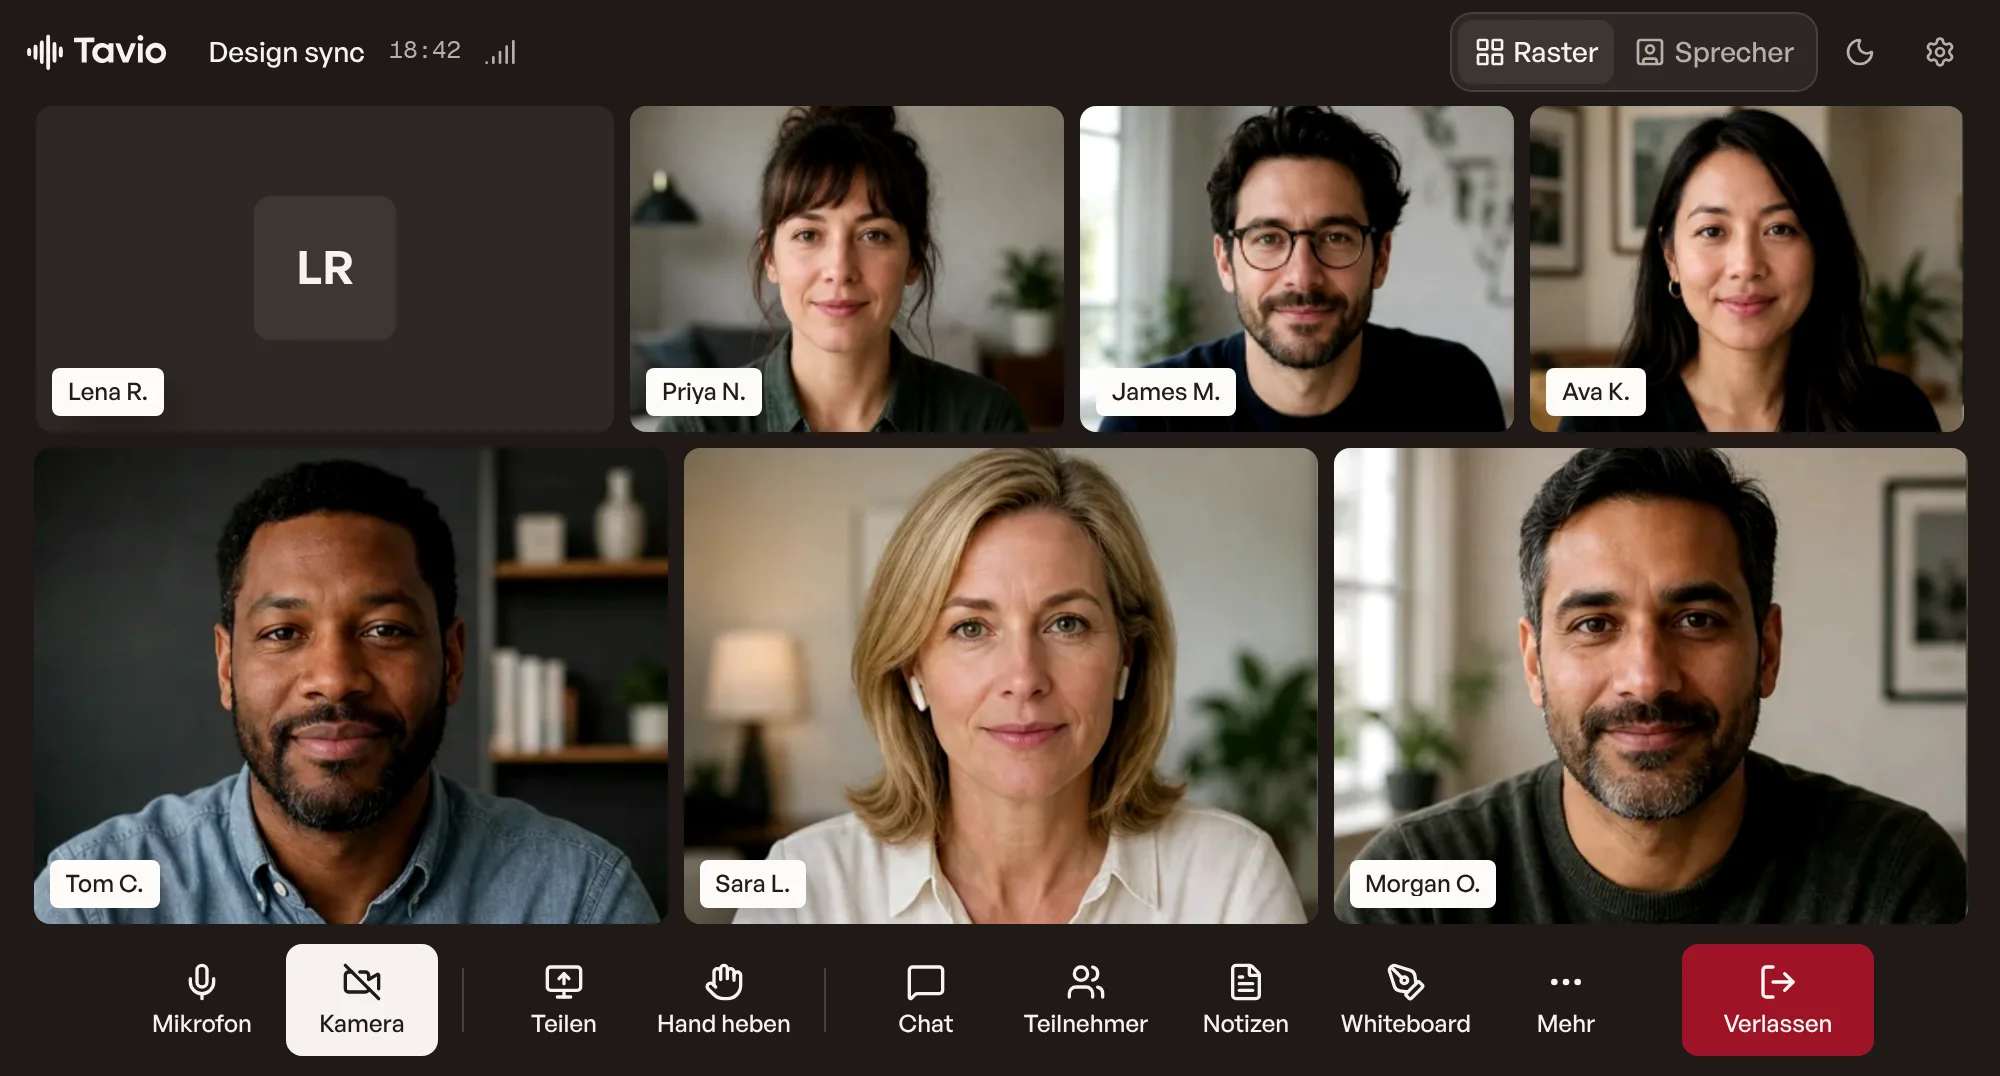 Tavio
Design sync 18:42
Raster
Sprecher
LR
Lena R.
Priya N.
James M.
Ava K.
Tom C.
Sara L.
Morgan O.
Mikrofon
Kamera
Teilen
Hand heben
Chat
Teilnehmer
Notizen
Whiteboard
Mehr
Verlassen